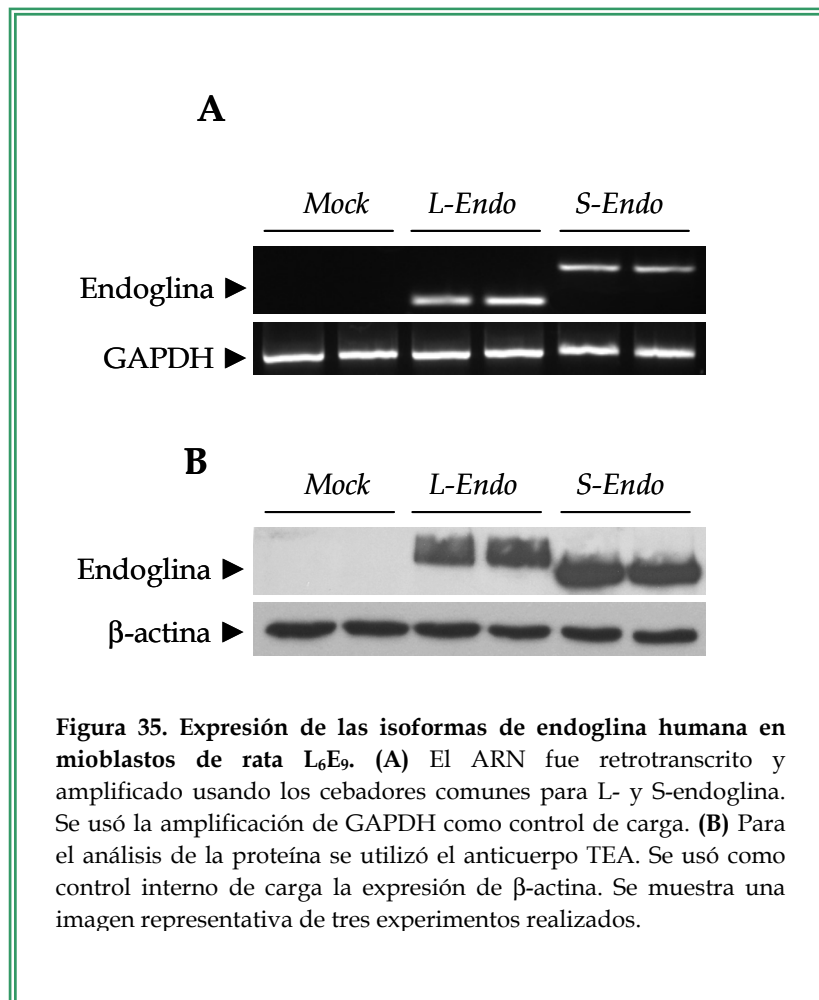 A
Mock L-Endo S-Endo
Endoglina ►
GAPDH ►
B
Mock L-Endo S-Endo
Endoglina ►
β-actina ►
Figura 35. Expresión de las isoformas de endoglina humana en
mioblastos de rata L₆E₉. (A) El ARN fue retrotranscrito y
amplificado usando los cebadores comunes para L- y S-endoglina.
Se usó la amplificación de GAPDH como control de carga. (B) Para
el análisis de la proteína se utilizó el anticuerpo TEA. Se usó como
control interno de carga la expresión de β-actina. Se muestra una
imagen representativa de tres experimentos realizados.